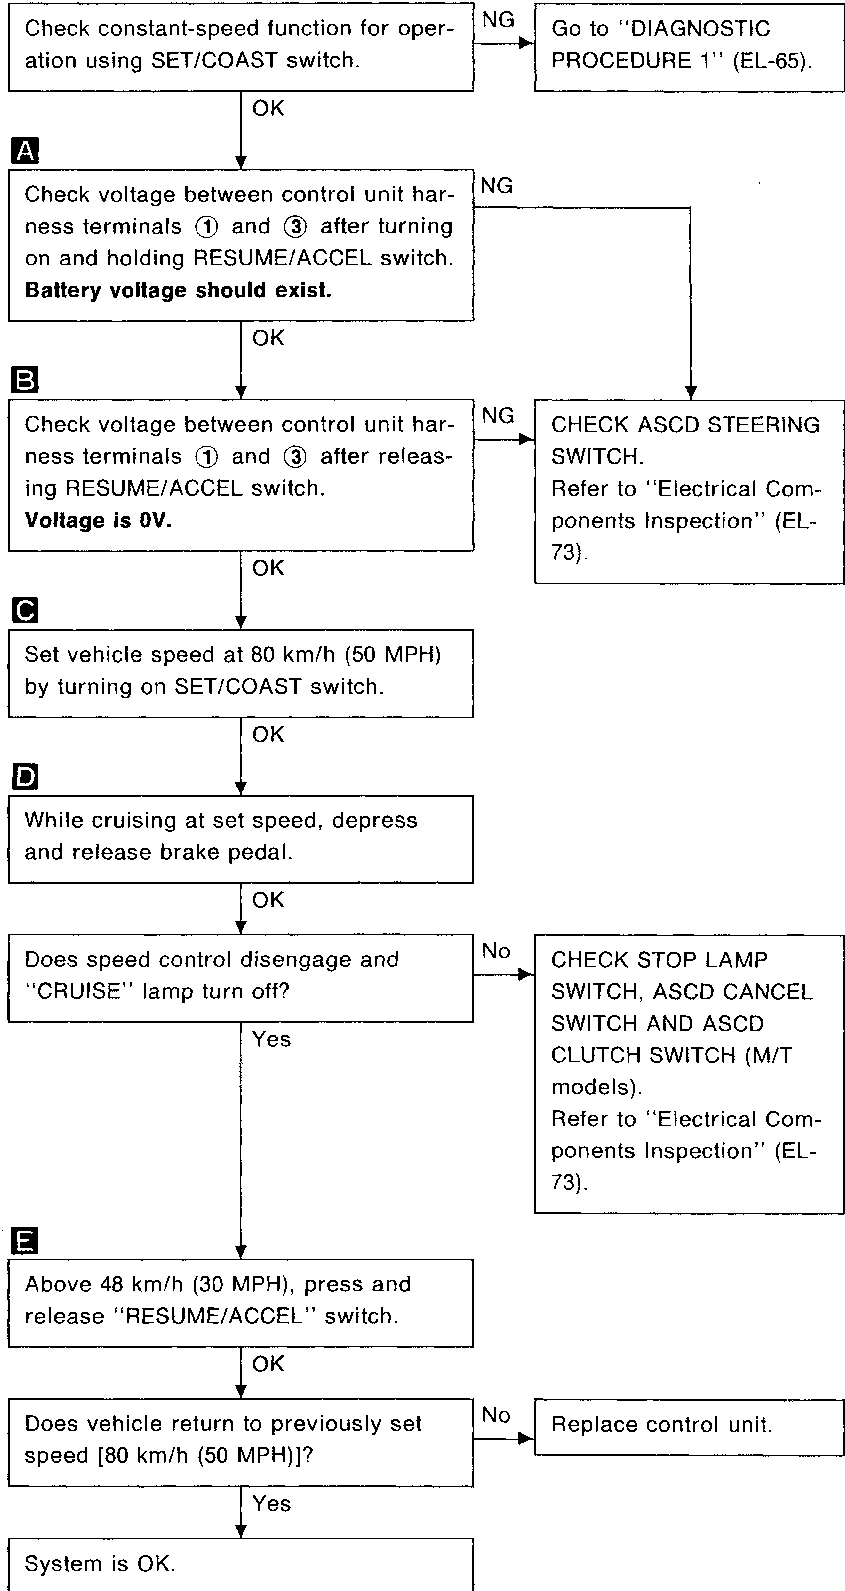 Check constant-speed function for oper-
ation using SET/COAST switch.
NG
Go to "DIAGNOSTIC
PROCEDURE 1" (EL-65).
OK
A
Check voltage between control unit har-
ness terminals ① and ③ after turning
on and holding RESUME/ACCEL switch.
Battery voltage should exist.
NG
OK
B
Check voltage between control unit har-
ness terminals ① and ③ after releas-
ing RESUME/ACCEL switch.
Voltage is 0V.
NG
CHECK ASCD STEERING
SWITCH.
Refer to "Electrical Com-
ponents Inspection" (EL-
73).
OK
C
Set vehicle speed at 80 km/h (50 MPH)
by turning on SET/COAST switch.
OK
D
While cruising at set speed, depress
and release brake pedal.
OK
Does speed control disengage and
"CRUISE" lamp turn off?
No
CHECK STOP LAMP
SWITCH, ASCD CANCEL
SWITCH AND ASCD
CLUTCH SWITCH (M/T
models).
Refer to "Electrical Com-
ponents Inspection" (EL-
73).
Yes
E
Above 48 km/h (30 MPH), press and
release "RESUME/ACCEL" switch.
OK
Does vehicle return to previously set
speed [80 km/h (50 MPH)]?
No
Replace control unit.
Yes
System is OK.